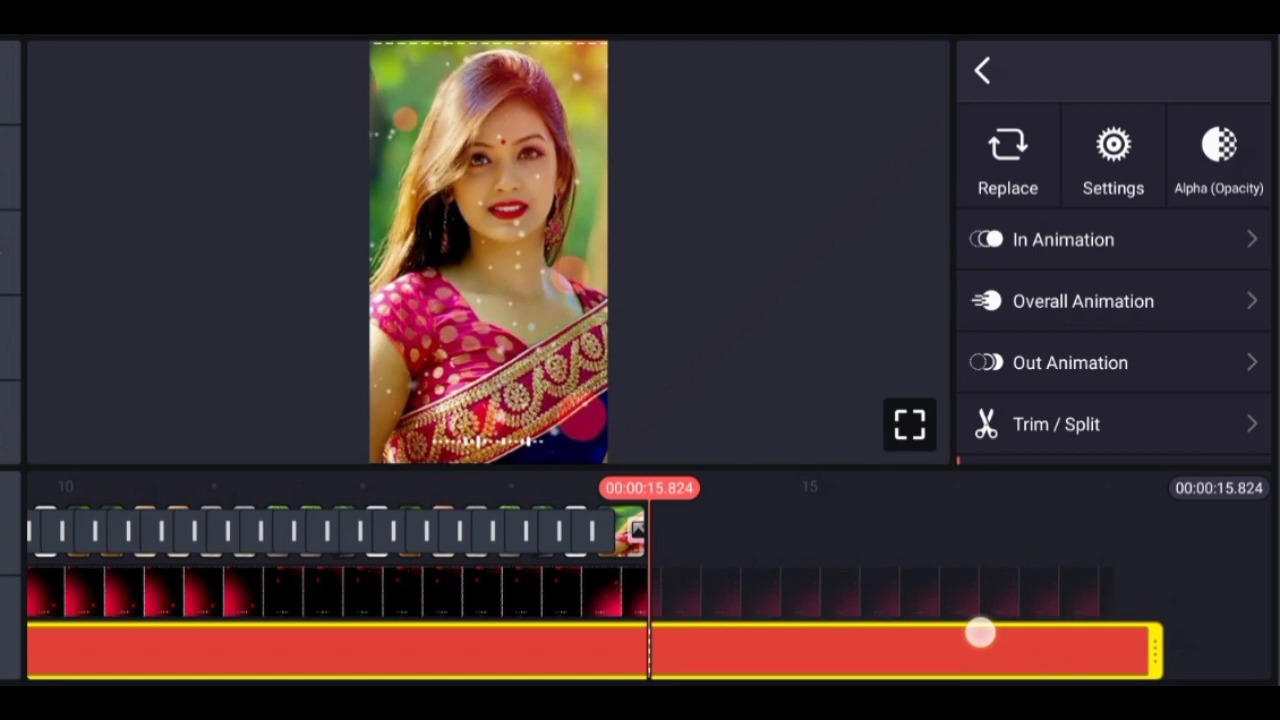 Replace Settings Alpha (Opacity)
In Animation
Overall Animation
Out Animation
Trim / Split
10 00:00:15.824 15 00:00:15.824